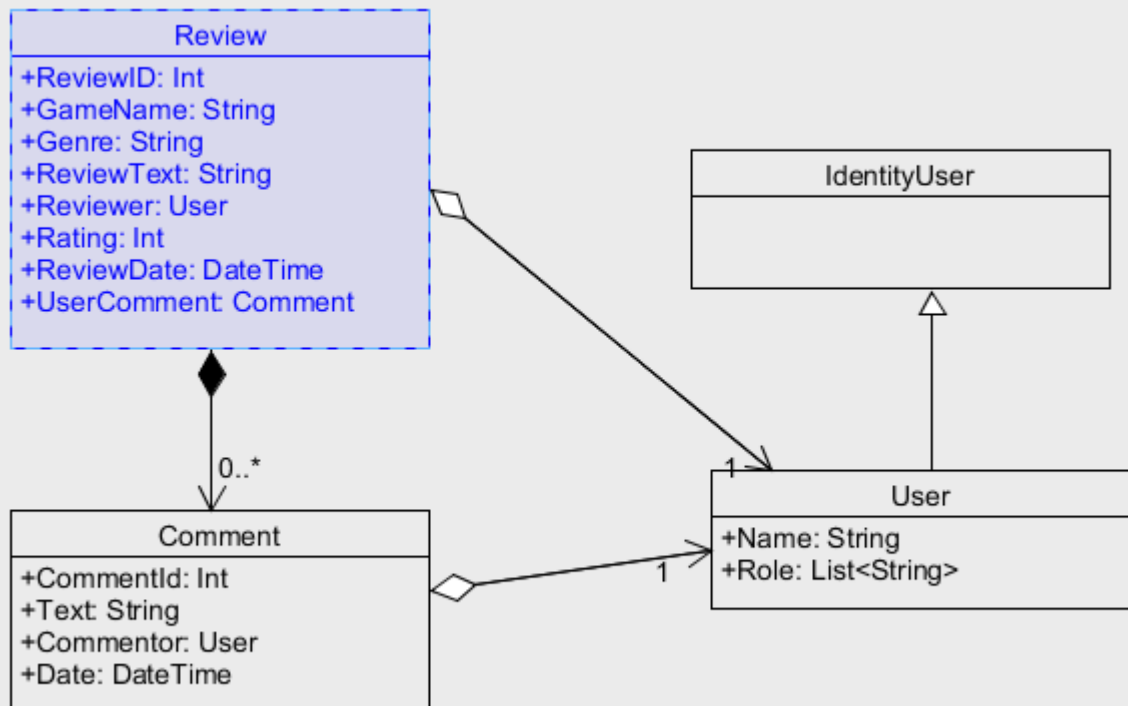 Review
+ReviewID: Int
+GameName: String
+Genre: String
+ReviewText: String
+Reviewer: User
+Rating: Int
+ReviewDate: DateTime
+UserComment: Comment
IdentityUser
0..*
1
User
+Name: String
+Role: List<String>
1
Comment
+CommentId: Int
+Text: String
+Commentor: User
+Date: DateTime